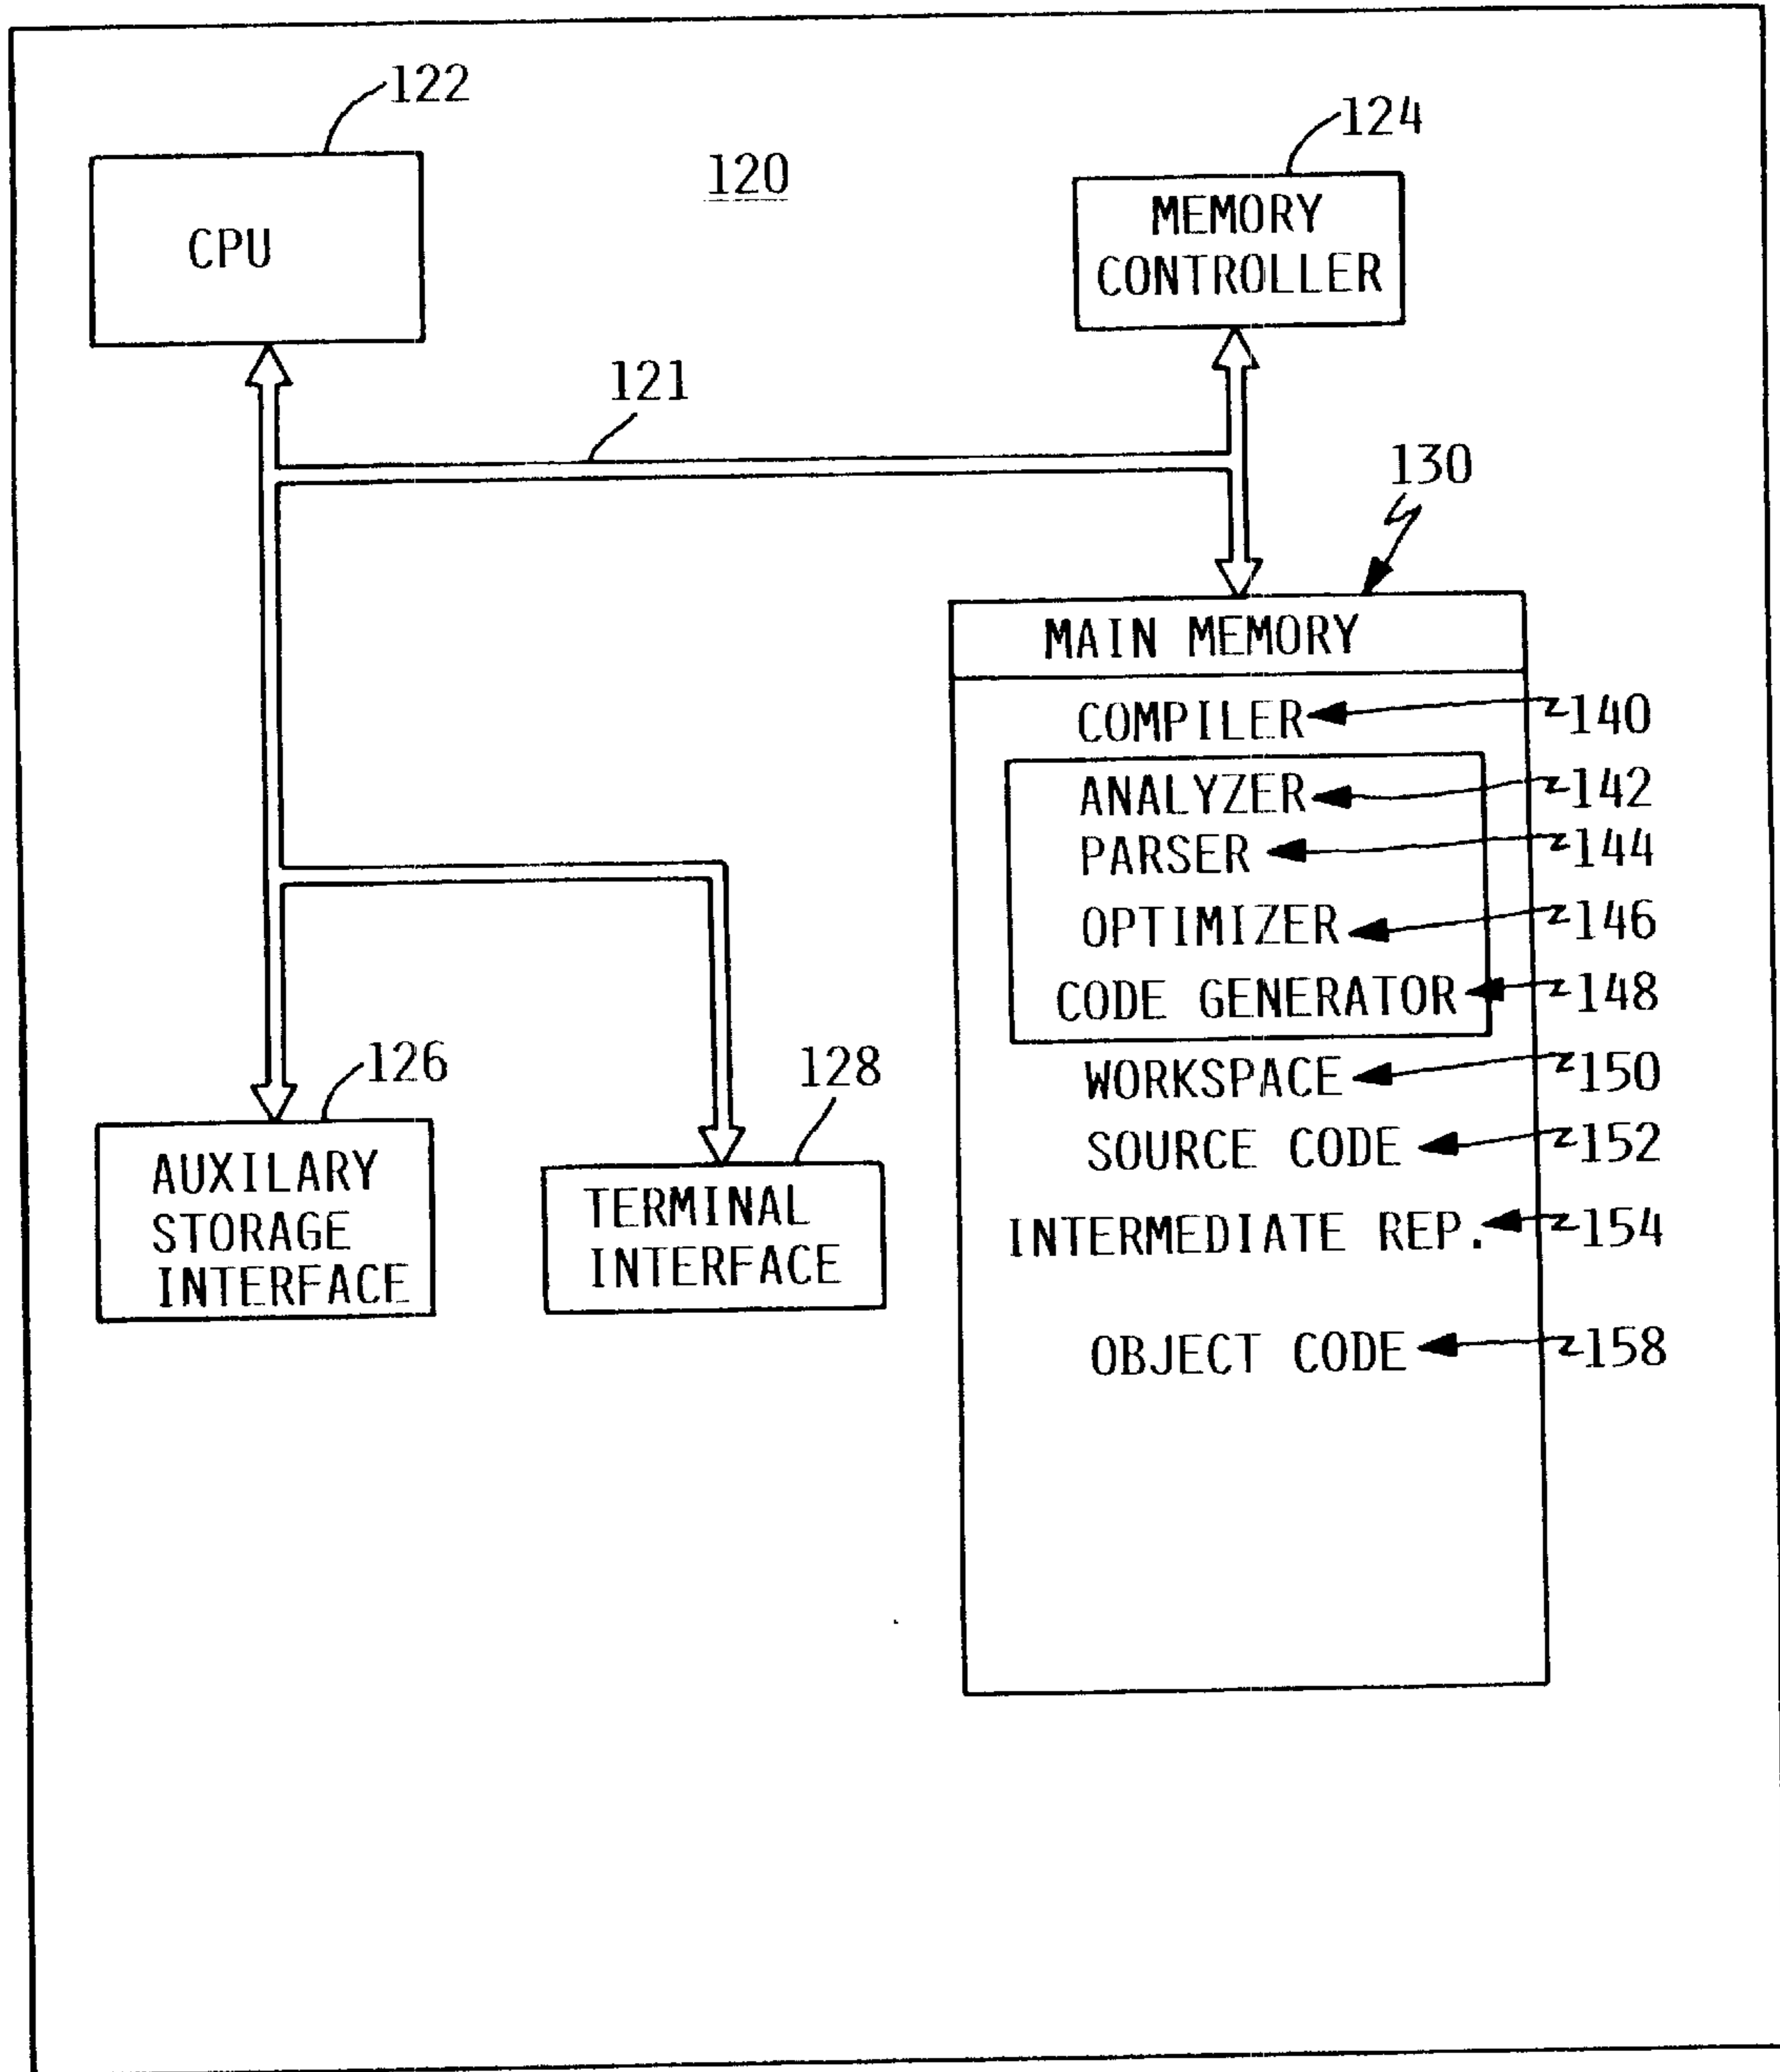 122
124
120
CPU
MEMORY
CONTROLLER
121
130
MAIN MEMORY
COMPILER 140
ANALYZER 142
PARSER 144
OPTIMIZER 146
CODE GENERATOR 148
WORKSPACE 150
SOURCE CODE 152
INTERMEDIATE REP. 154
OBJECT CODE 158
126
AUXILARY
STORAGE
INTERFACE
128
TERMINAL
INTERFACE